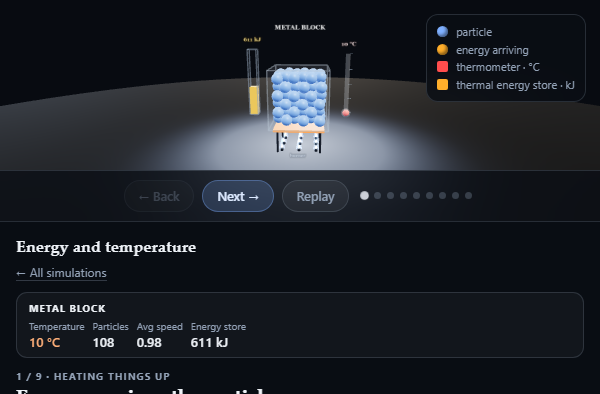 METAL BLOCK
611 kJ
10 °C
particle
energy arriving
thermometer · °C
thermal energy store · kJ
← Back
Next →
Replay
Energy and temperature
← All simulations
METAL BLOCK
Temperature Particles Avg speed Energy store
10 °C 108 0.98 611 kJ
1 / 9 · HEATING THINGS UP